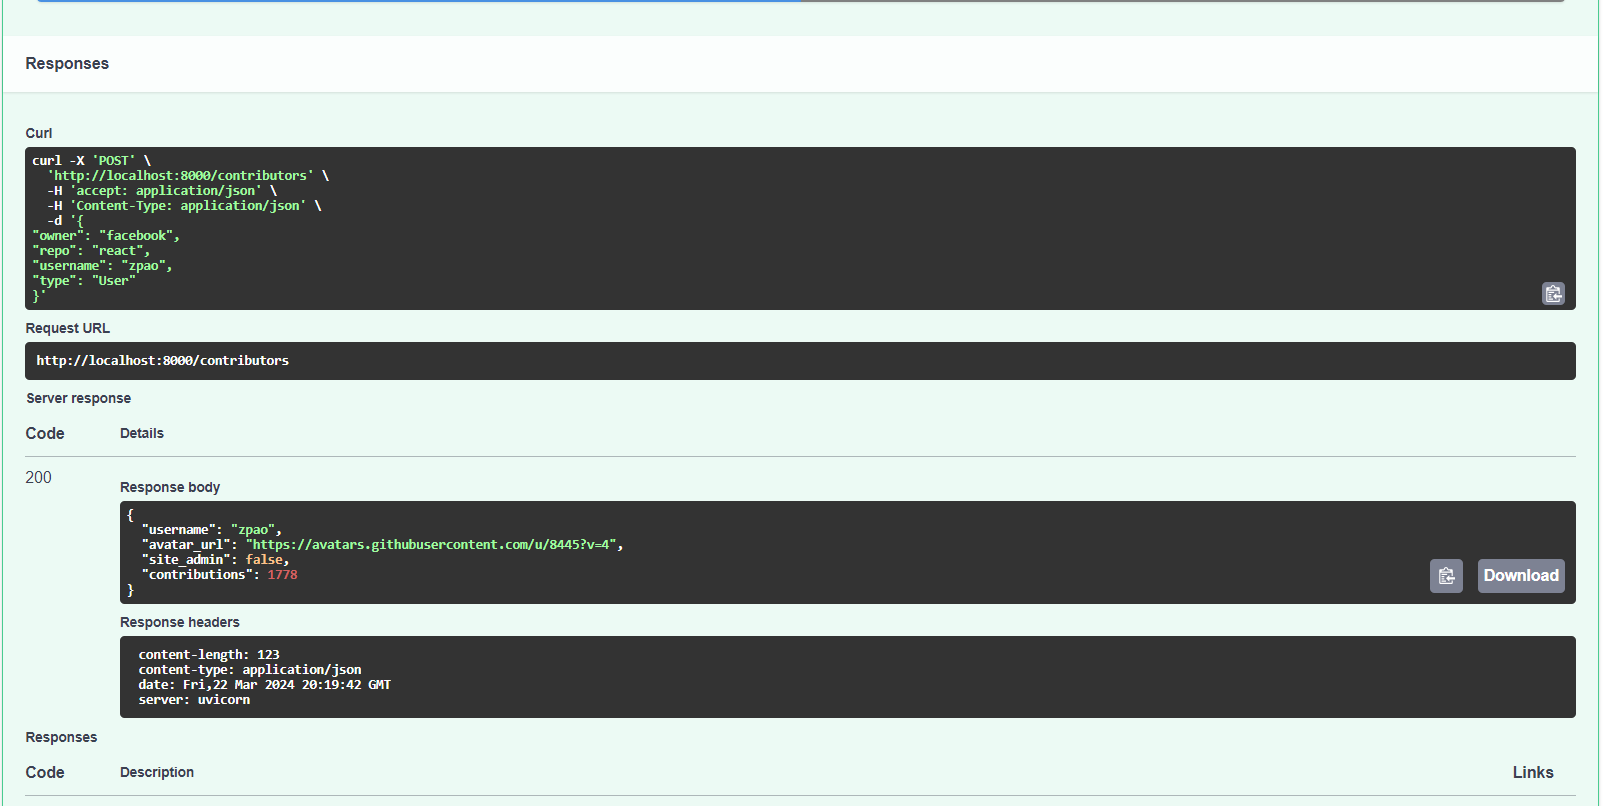 Responses
Curl
curl -X 'POST' \
'http://localhost:8000/contributors' \
-H 'accept: application/json' \
-H 'Content-Type: application/json' \
-d '{
"owner": "facebook",
"repo": "react",
"username": "zpao",
"type": "User"
}'
Request URL
http://localhost:8000/contributors
Server response
Code Details
200
Response body
{
"username": "zpao",
"avatar_url": "https://avatars.githubusercontent.com/u/8445?v=4",
"site_admin": false,
"contributions": 1778
}
Download
Response headers
content-length: 123
content-type: application/json
date: Fri,22 Mar 2024 20:19:42 GMT
server: uvicorn
Responses
Code Description Links